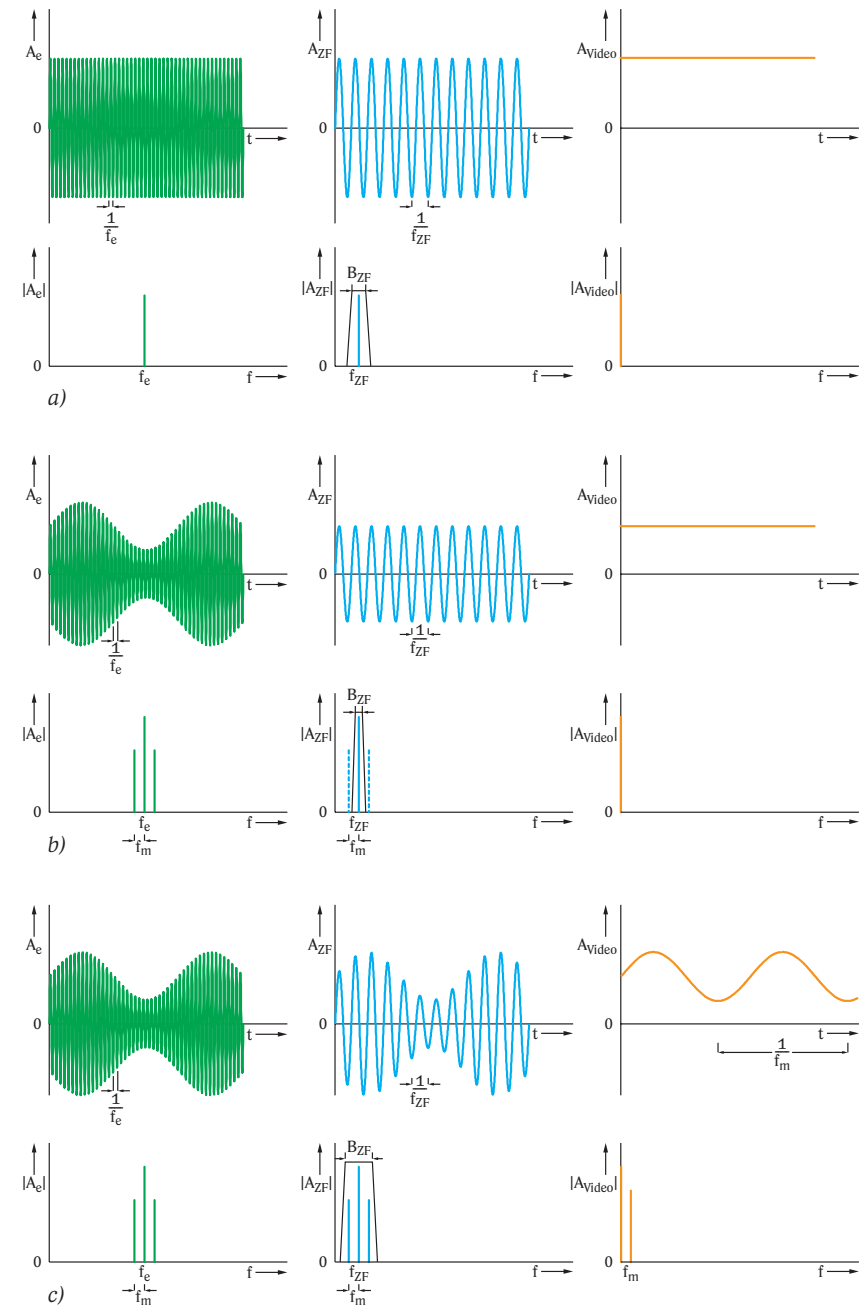 A_e A_ZF A_Video
0 t 0 t 0 t
1/f_e 1/f_ZF
|A_e| B_ZF |A_ZF| |A_Video|
0 f_e f 0 f_ZF f 0 f
a)
A_e A_ZF A_Video
0 t 0 t 0 t
1/f_e 1/f_ZF
|A_e| B_ZF |A_ZF| |A_Video|
0 f_e f 0 f_ZF f 0 f
b) f_m f_m
A_e A_ZF A_Video
0 t 0 t 0 t
1/f_e 1/f_ZF 1/f_m
|A_e| B_ZF |A_ZF| |A_Video|
0 f_e f 0 f_ZF f 0 f_m f
c) f_m f_m